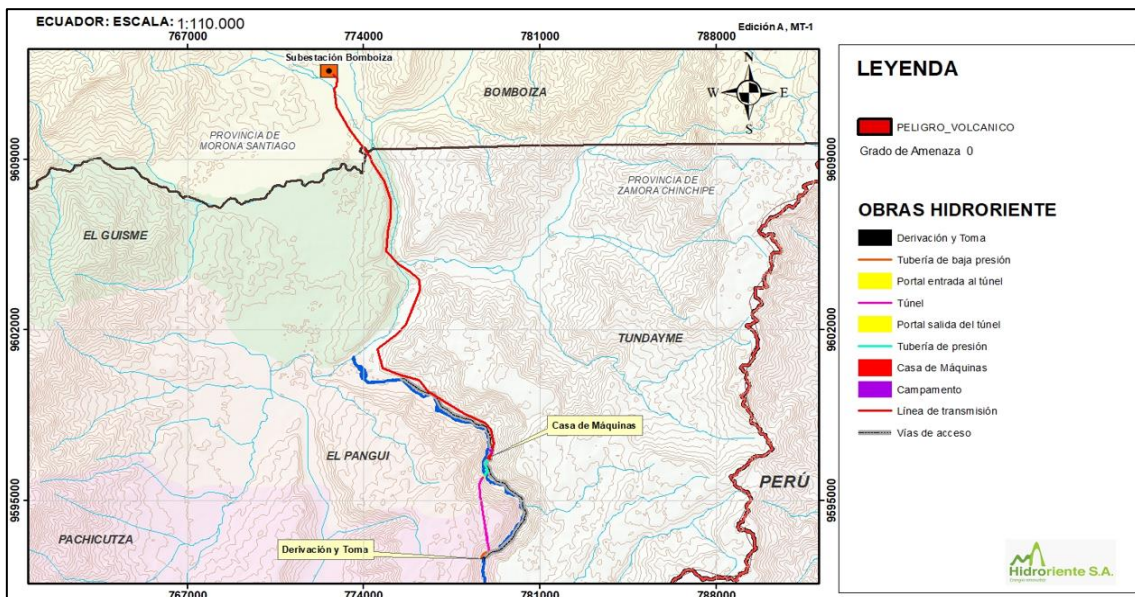 ECUADOR: ESCALA: 1:110.000
Edición A, MT-1
767000
774000
781000
788000
Subestación Bomboiza
BOMBOIZA
N
W
E
S
PROVINCIA DE
MORONA SANTIAGO
9609000
9609000
PROVINCIA DE
ZAMORA CHINCHIPE
EL GUISME
9602000
9602000
TUNDAYME
Casa de Máquinas
EL PANGUI
PERÚ
9595000
9595000
PACHICUTZA
Derivación y Toma
767000
774000
781000
788000
LEYENDA
PELIGRO_VOLCANICO
Grado de Amenaza 0
OBRAS HIDRORIENTE
Derivación y Toma
Tubería de baja presión
Portal entrada al túnel
Túnel
Portal salida del túnel
Tubería de presión
Casa de Máquinas
Campamento
Línea de transmisión
Vías de acceso
Hidroriente S.A.